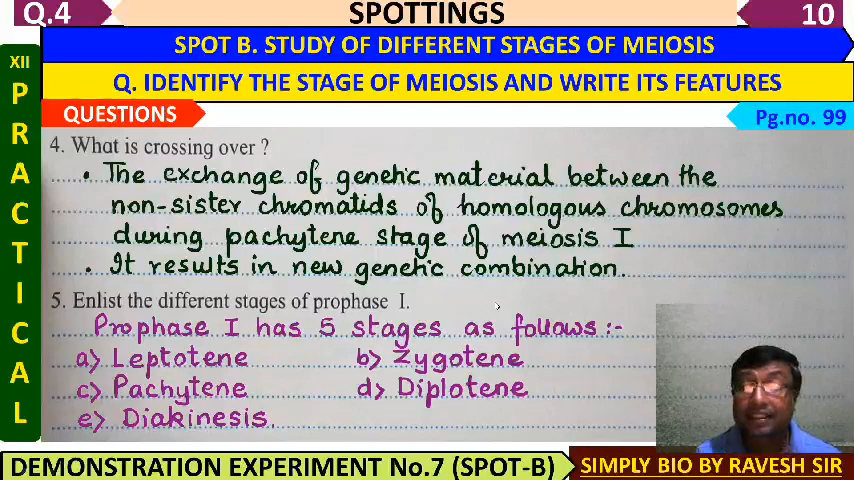 Q.4
SPOTTINGS
10
SPOT B. STUDY OF DIFFERENT STAGES OF MEIOSIS
Q. IDENTIFY THE STAGE OF MEIOSIS AND WRITE ITS FEATURES
XII
PRACTICAL
QUESTIONS
Pg.no. 99
4. What is crossing over ?
• The exchange of genetic material between the
non-sister chromatids of homologous chromosomes
during pachytene stage of meiosis I
• It results in new genetic combination.
5. Enlist the different stages of prophase I.
Prophase I has 5 stages as follows :-
a) Leptotene b) Zygotene
c) Pachytene d) Diplotene
e) Diakinesis.
DEMONSTRATION EXPERIMENT No.7 (SPOT-B)
SIMPLY BIO BY RAVESH SIR